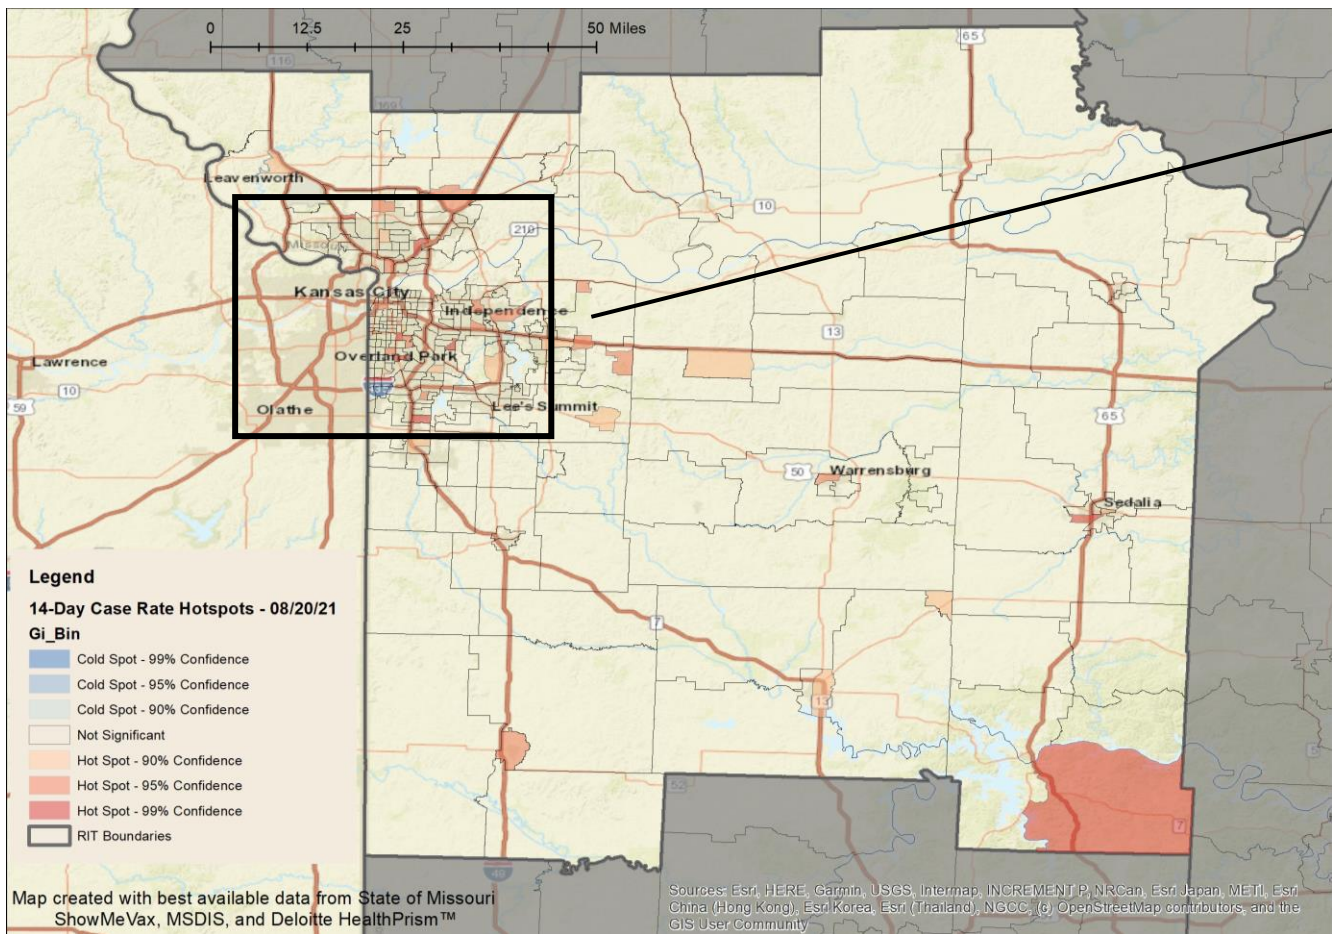 0 12.5 25 50 Miles
65
116
169
Leavenworth
10
210
Missouri
Kansas City
Independence
13
Overland Park
Lawrence
10
59
Olathe
Lee's Summit
65
50
Warrensburg
Sedalia
7
13
52
7
49
Legend
14-Day Case Rate Hotspots - 08/20/21
Gi_Bin
Cold Spot - 99% Confidence
Cold Spot - 95% Confidence
Cold Spot - 90% Confidence
Not Significant
Hot Spot - 90% Confidence
Hot Spot - 95% Confidence
Hot Spot - 99% Confidence
RIT Boundaries
Map created with best available data from State of Missouri
ShowMeVax, MSDIS, and Deloitte HealthPrism™
Sources: Esri, HERE, Garmin, USGS, Intermap, INCREMENT P, NRCan, Esri Japan, METI, Esri
China (Hong Kong), Esri Korea, Esri (Thailand), NGCC, (c) OpenStreetMap contributors, and the
GIS User Community